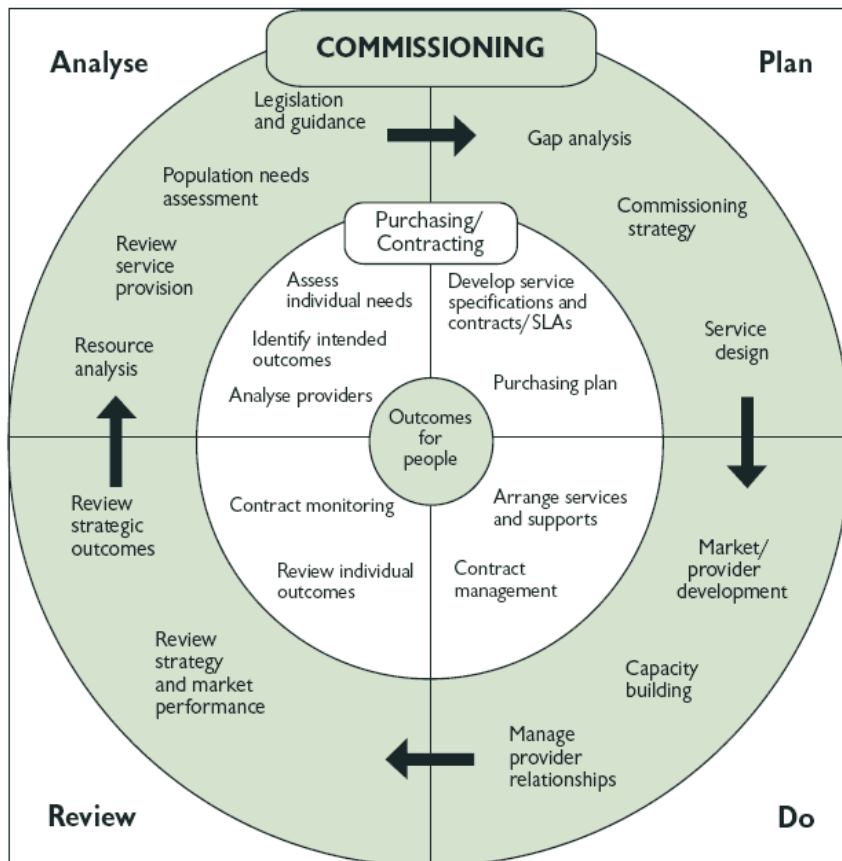 COMMISSIONING
Analyse
Plan
Legislation
and guidance
Gap analysis
Population needs
assessment
Commissioning
strategy
Review
service
provision
Service
design
Resource
analysis
Purchasing/
Contracting
Assess
individual needs
Develop service
specifications and
contracts/SLAs
Identify intended
outcomes
Purchasing plan
Analyse providers
Outcomes
for
people
Contract monitoring
Arrange services
and supports
Review individual
outcomes
Contract
management
Review
strategic
outcomes
Market/
provider
development
Review
strategy
and market
performance
Capacity
building
Manage
provider
relationships
Review
Do